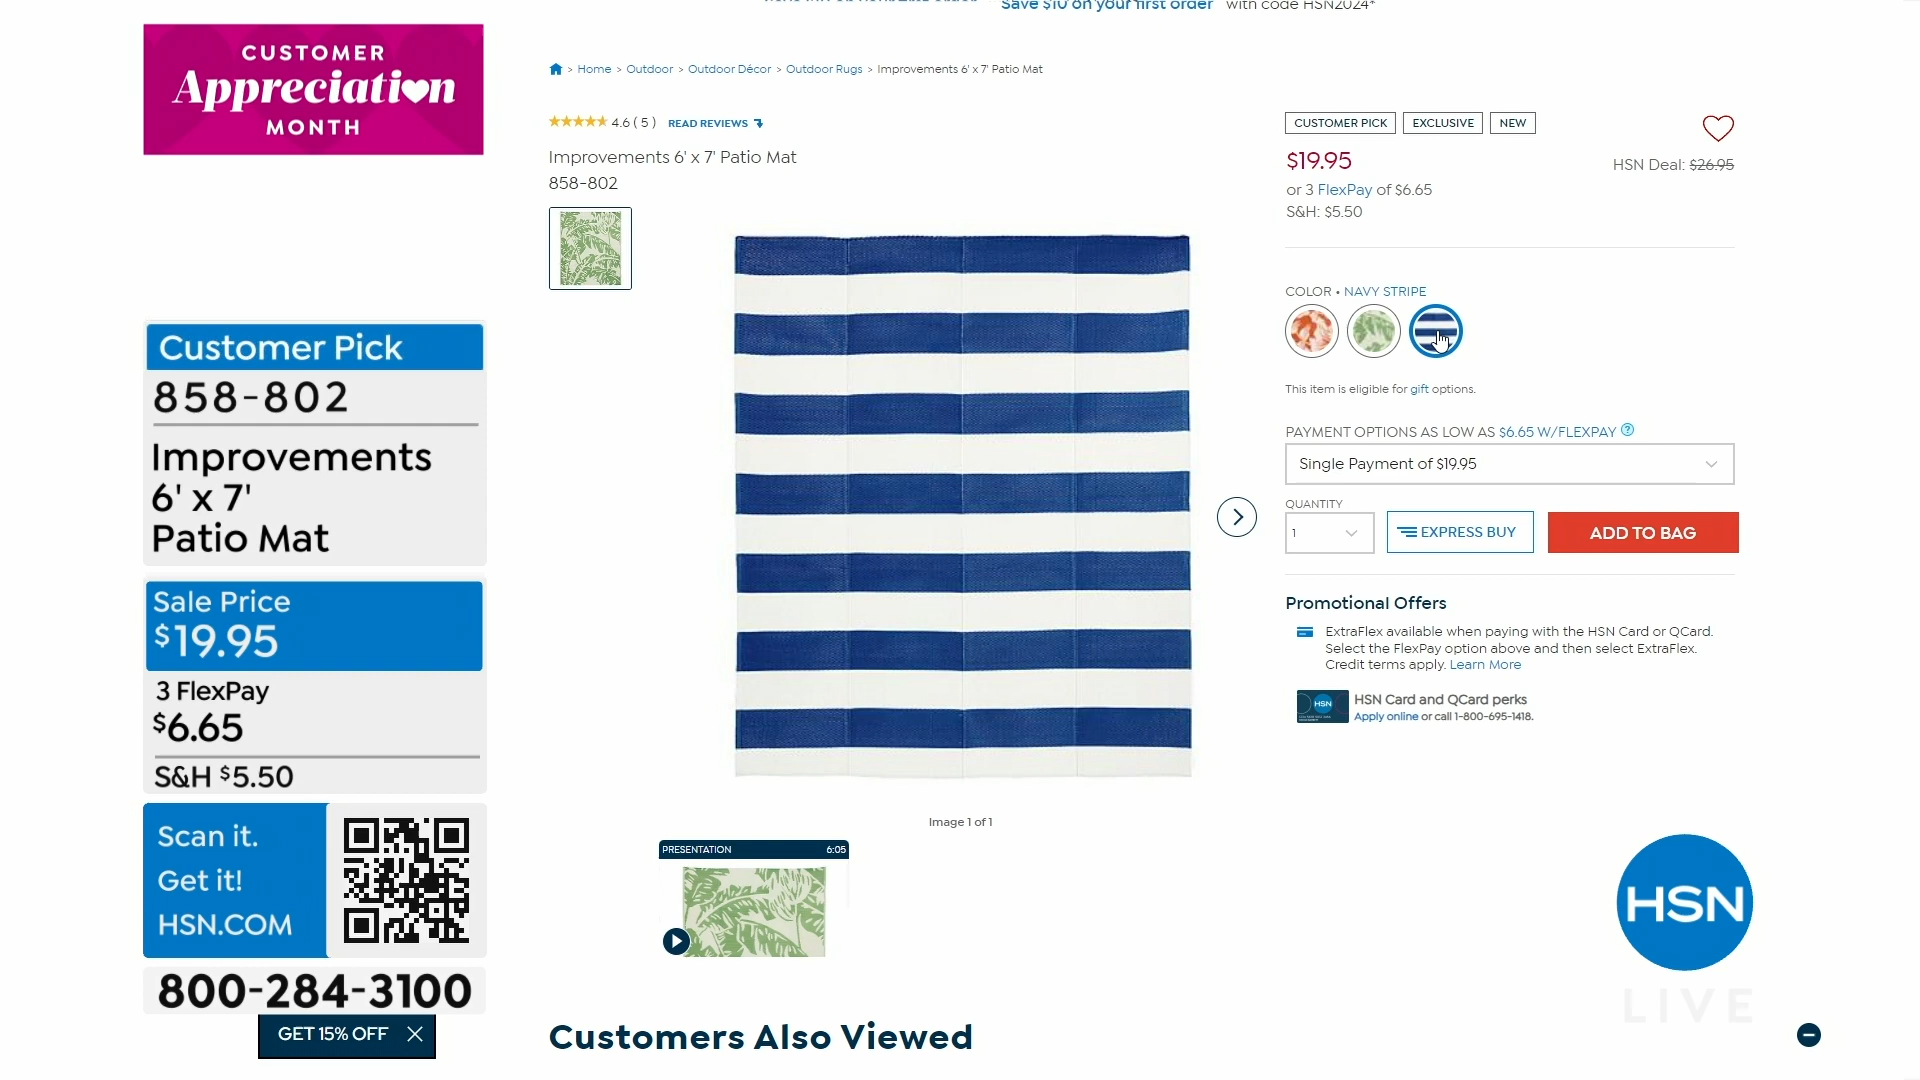 Save $10 on your first order with code HSN2024*
CUSTOMER
Appreciation
MONTH
> Home > Outdoor > Outdoor Décor > Outdoor Rugs > Improvements 6' x 7' Patio Mat
4.6 ( 5 ) READ REVIEWS
Improvements 6' x 7' Patio Mat
858-802
CUSTOMER PICK EXCLUSIVE NEW
$19.95
HSN Deal: $26.95
or 3 FlexPay of $6.65
S&H: $5.50
COLOR • NAVY STRIPE
This item is eligible for gift options.
PAYMENT OPTIONS AS LOW AS $6.65 W/FLEXPAY ?
Single Payment of $19.95
QUANTITY
1
EXPRESS BUY
ADD TO BAG
Promotional Offers
ExtraFlex available when paying with the HSN Card or QCard.
Select the FlexPay option above and then select ExtraFlex.
Credit terms apply. Learn More
HSN
HSN Card and QCard perks
Apply online or call 1-800-695-1418.
Customer Pick
858-802
Improvements
6' x 7'
Patio Mat
Sale Price
$19.95
3 FlexPay
$6.65
S&H $5.50
Scan it.
Get it!
HSN.COM
800-284-3100
GET 15% OFF
Image 1 of 1
PRESENTATION 6:05
Customers Also Viewed
HSN
LIVE